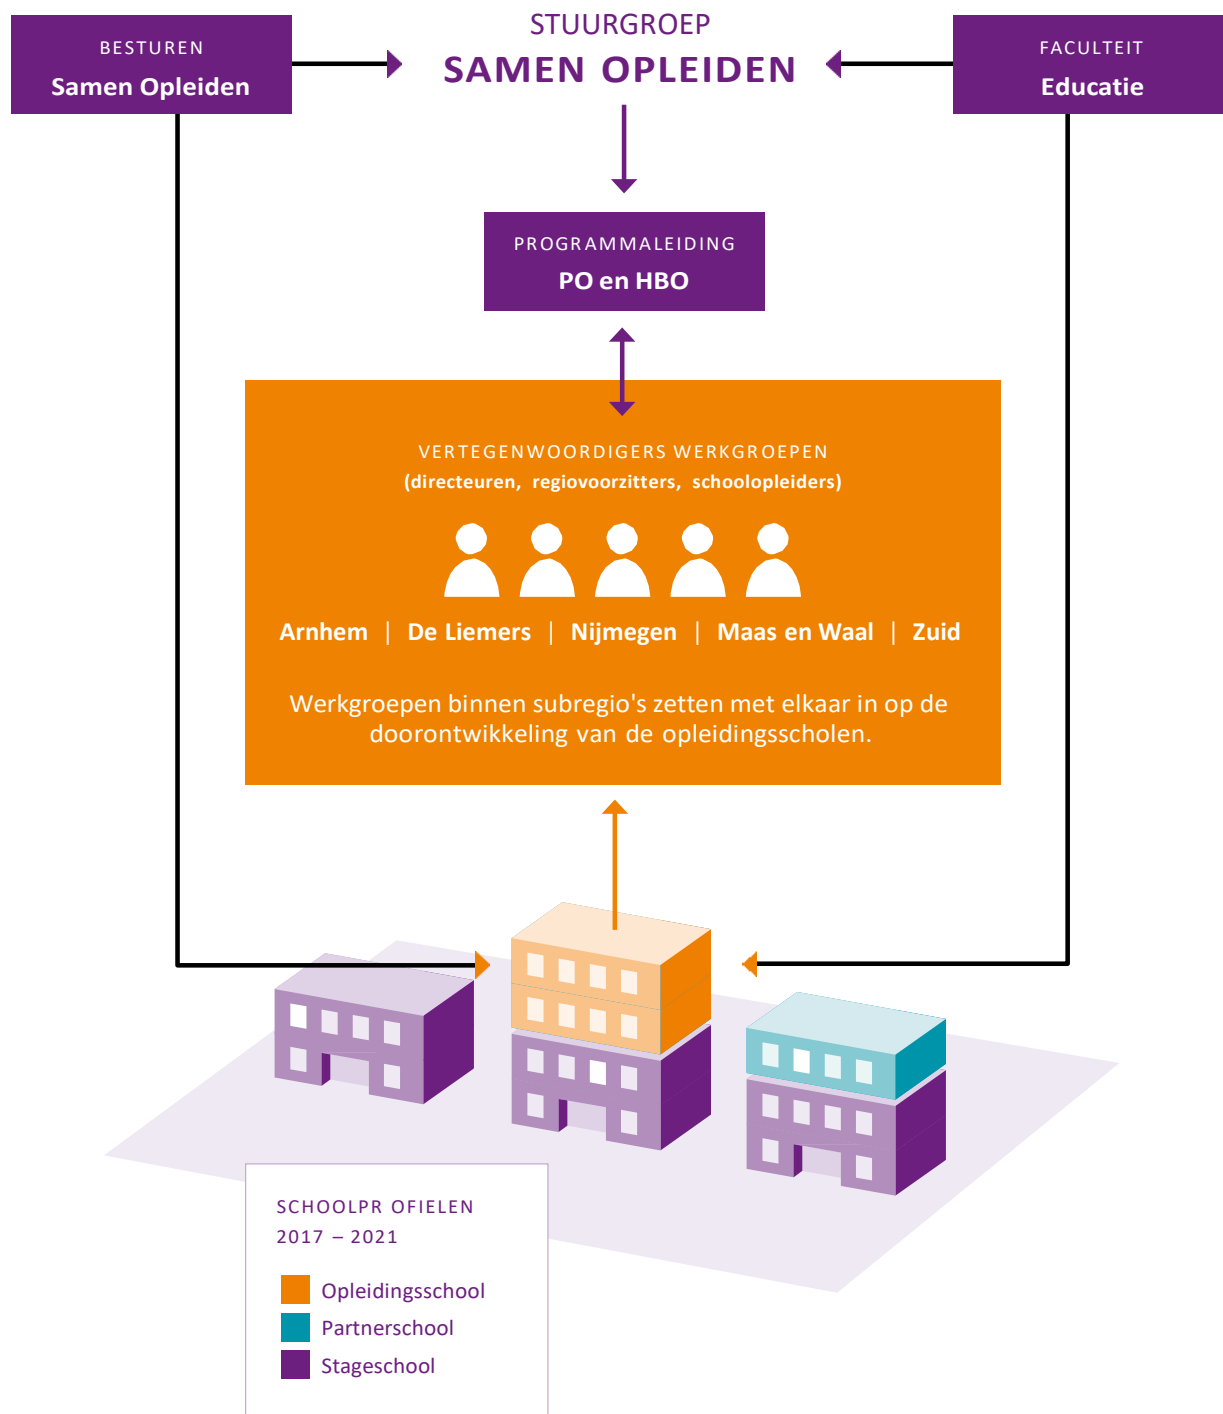 BESTUREN
Samen Opleiden
STUURGROEP
SAMEN OPLEIDEN
FACULTEIT
Educatie
PROGRAMMALEIDING
PO en HBO
VERTEGENWOORDIGERS WERKGROEPEN
(directeuren, regiovoorzitters, schoolopleiders)
Arnhem | De Liemers | Nijmegen | Maas en Waal | Zuid
Werkgroepen binnen subregio's zetten met elkaar in op de
doorontwikkeling van de opleidingsscholen.
SCHOOLPR OFIELEN
2017 – 2021
Opleidingsschool
Partnerschool
Stageschool